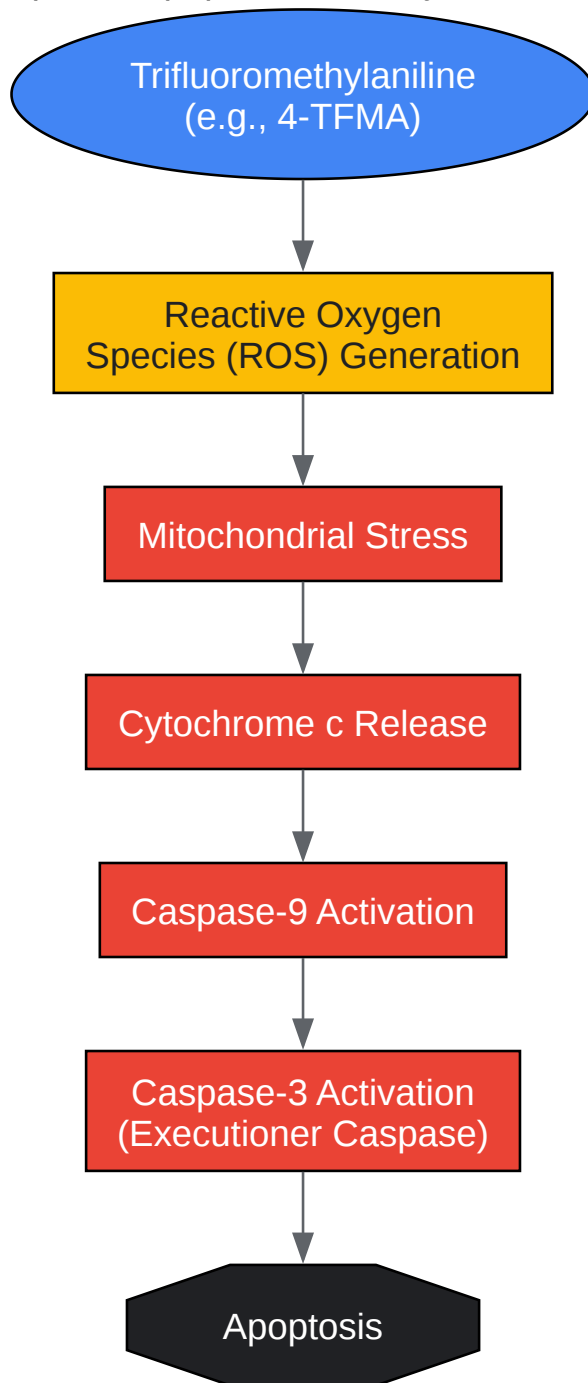 Trifluoromethylaniline
(e.g., 4-TFMA)
Reactive Oxygen
Species (ROS) Generation
Mitochondrial Stress
Cytochrome c Release
Caspase-9 Activation
Caspase-3 Activation
(Executioner Caspase)
Apoptosis